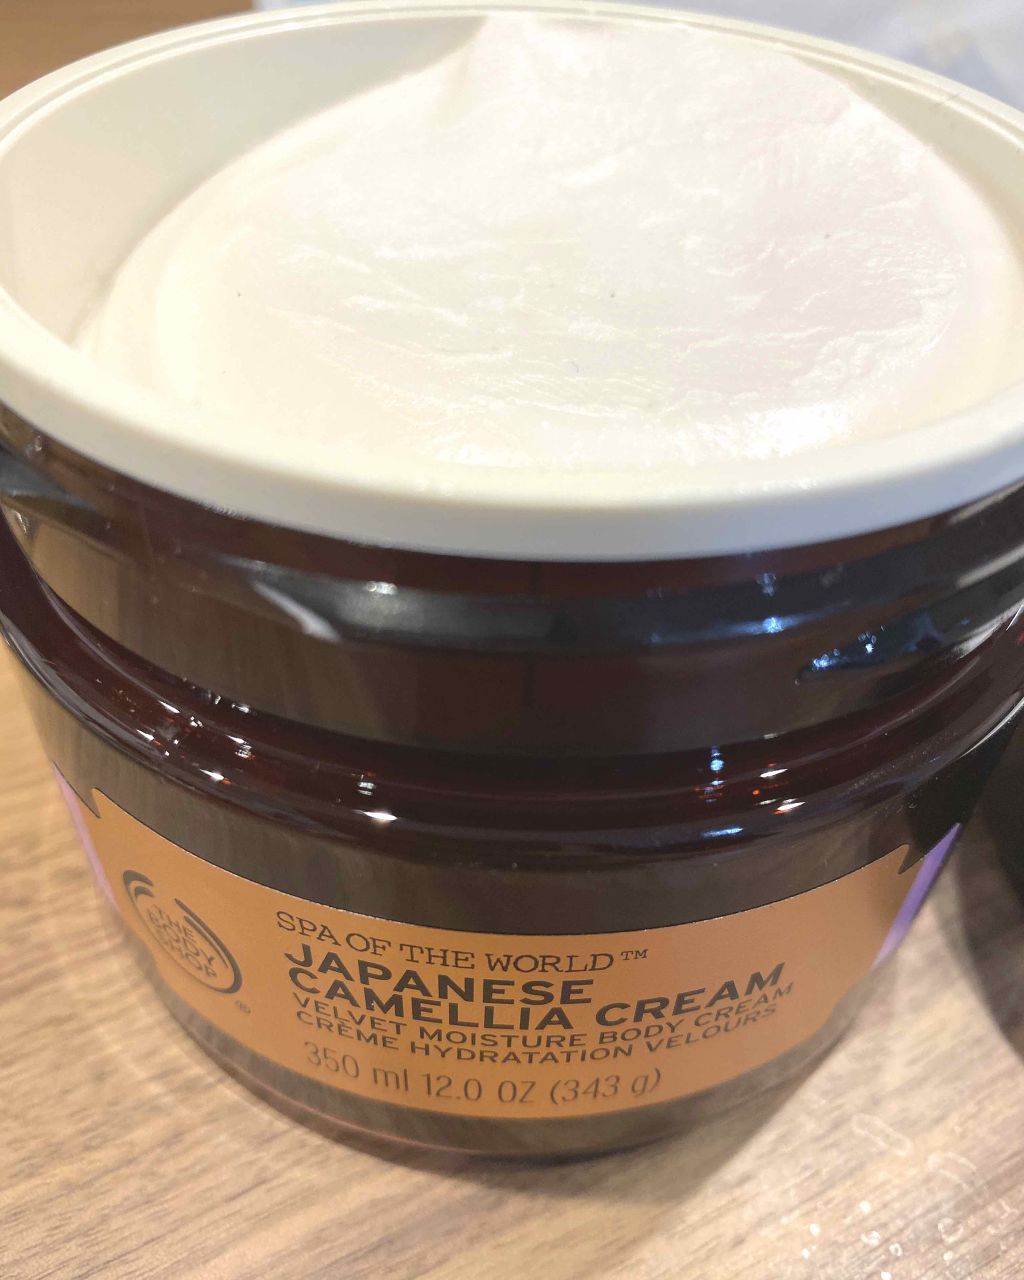 THE
BODY
SHOP
®
SPA OF THE WORLD™
JAPANESE
CAMELLIA CREAM
VELVET MOISTURE BODY CREAM
CRÈME HYDRATATION VELOURS
350 ml 12.0 OZ (343 g)